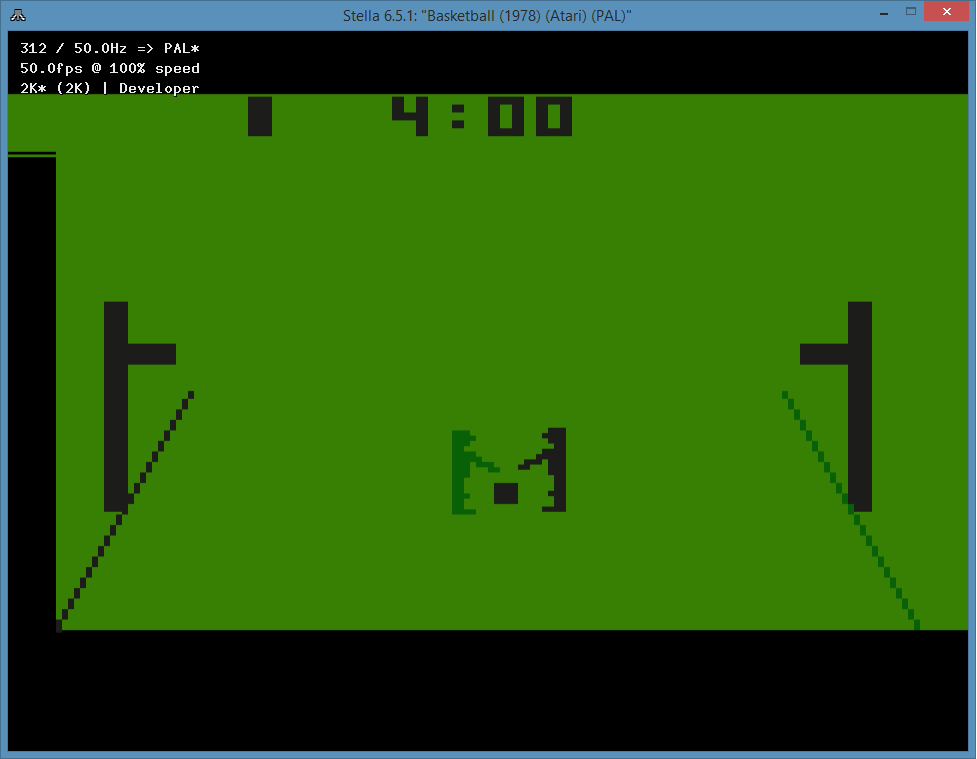 Stella 6.5.1: "Basketball (1978) (Atari) (PAL)"
312 / 50.0Hz => PAL*
50.0fps @ 100% speed
2K* (2K) | Developer
4:00